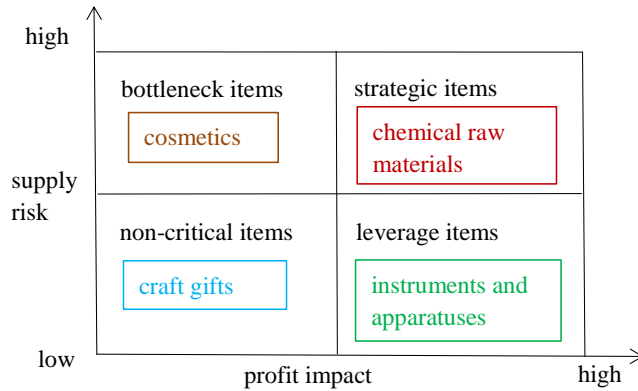 high
bottleneck items
strategic items
cosmetics
chemical raw
materials
supply
risk
non-critical items
leverage items
craft gifts
instruments and
apparatuses
low
profit impact
high